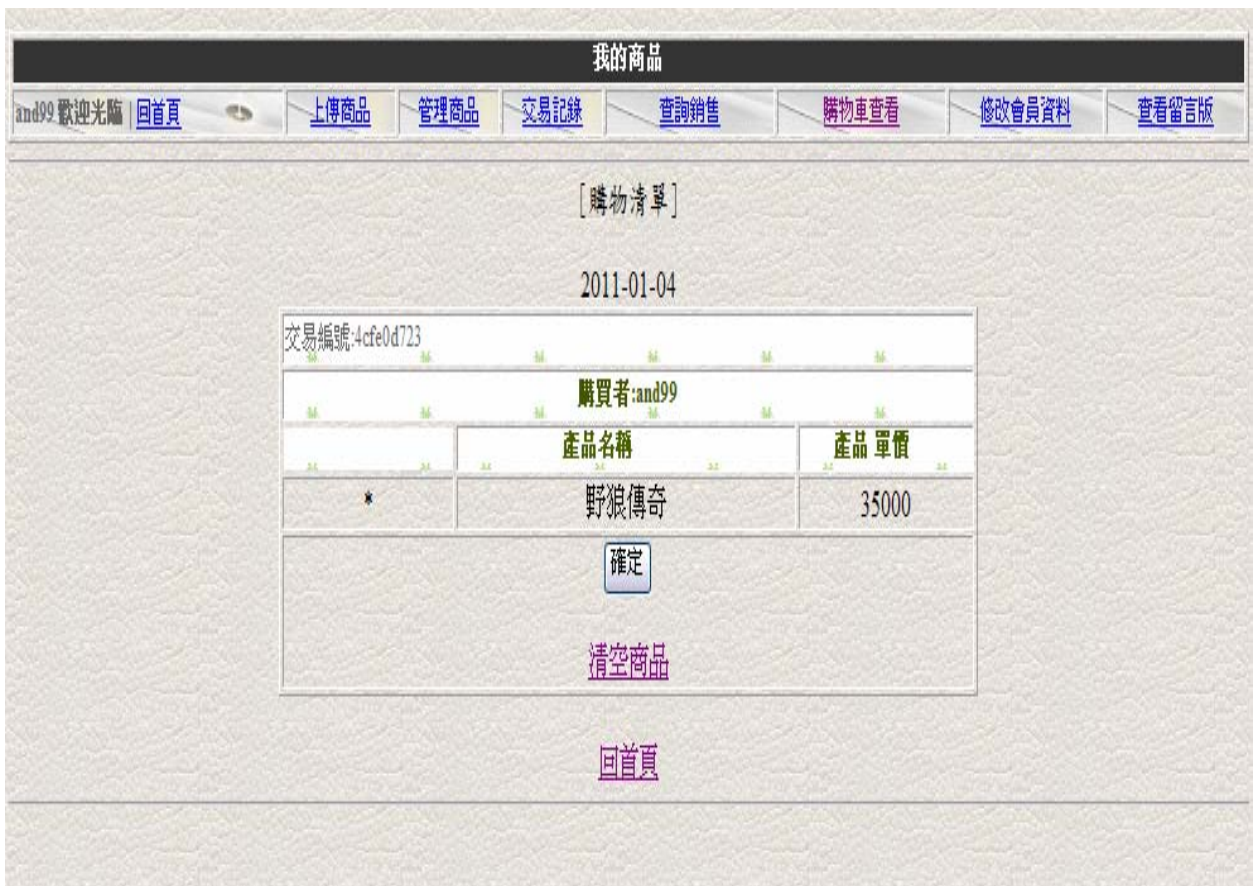 我的商品
and99 歡迎光臨 | 回首頁 上傳商品 管理商品 交易記錄 查詢銷售 購物車查看 修改會員資料 查看留言版
[購物清單]
2011-01-04
交易編號:4cfe0d723
購買者:and99
產品名稱 產品 單價
* 野狼傳奇 35000
確定
清空商品
回首頁